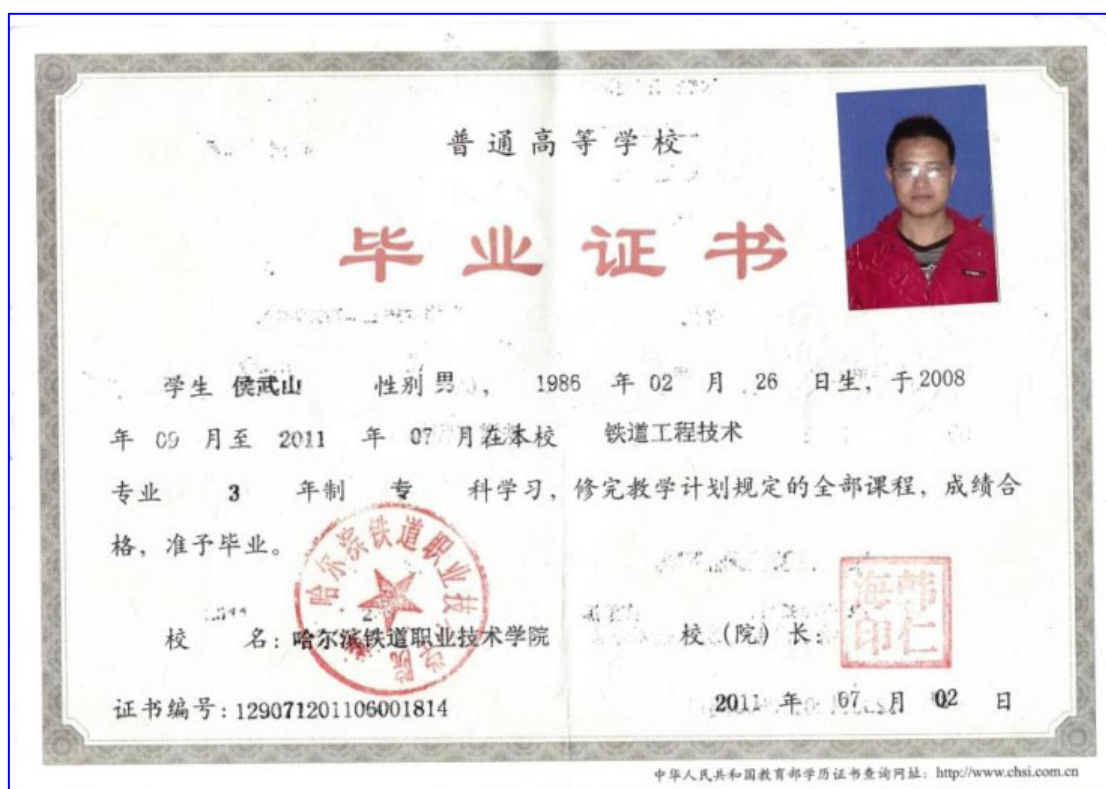 普通高等学校
毕业证书
学生 侯武山 性别 男 ， 1986 年 02 月 26 日生，于2008
年 09 月至 2011 年 07 月在本校 铁道工程技术
专业 3 年制 专 科学习，修完教学计划规定的全部课程，成绩合
格，准予毕业。
哈尔滨铁道职业技术学院
校 名：哈尔滨铁道职业技术学院 校（院）长：
韩仁海印
证书编号：129071201106001814 2011 年 07 月 02 日
中华人民共和国教育部学历证书查询网址：http://www.chsi.com.cn